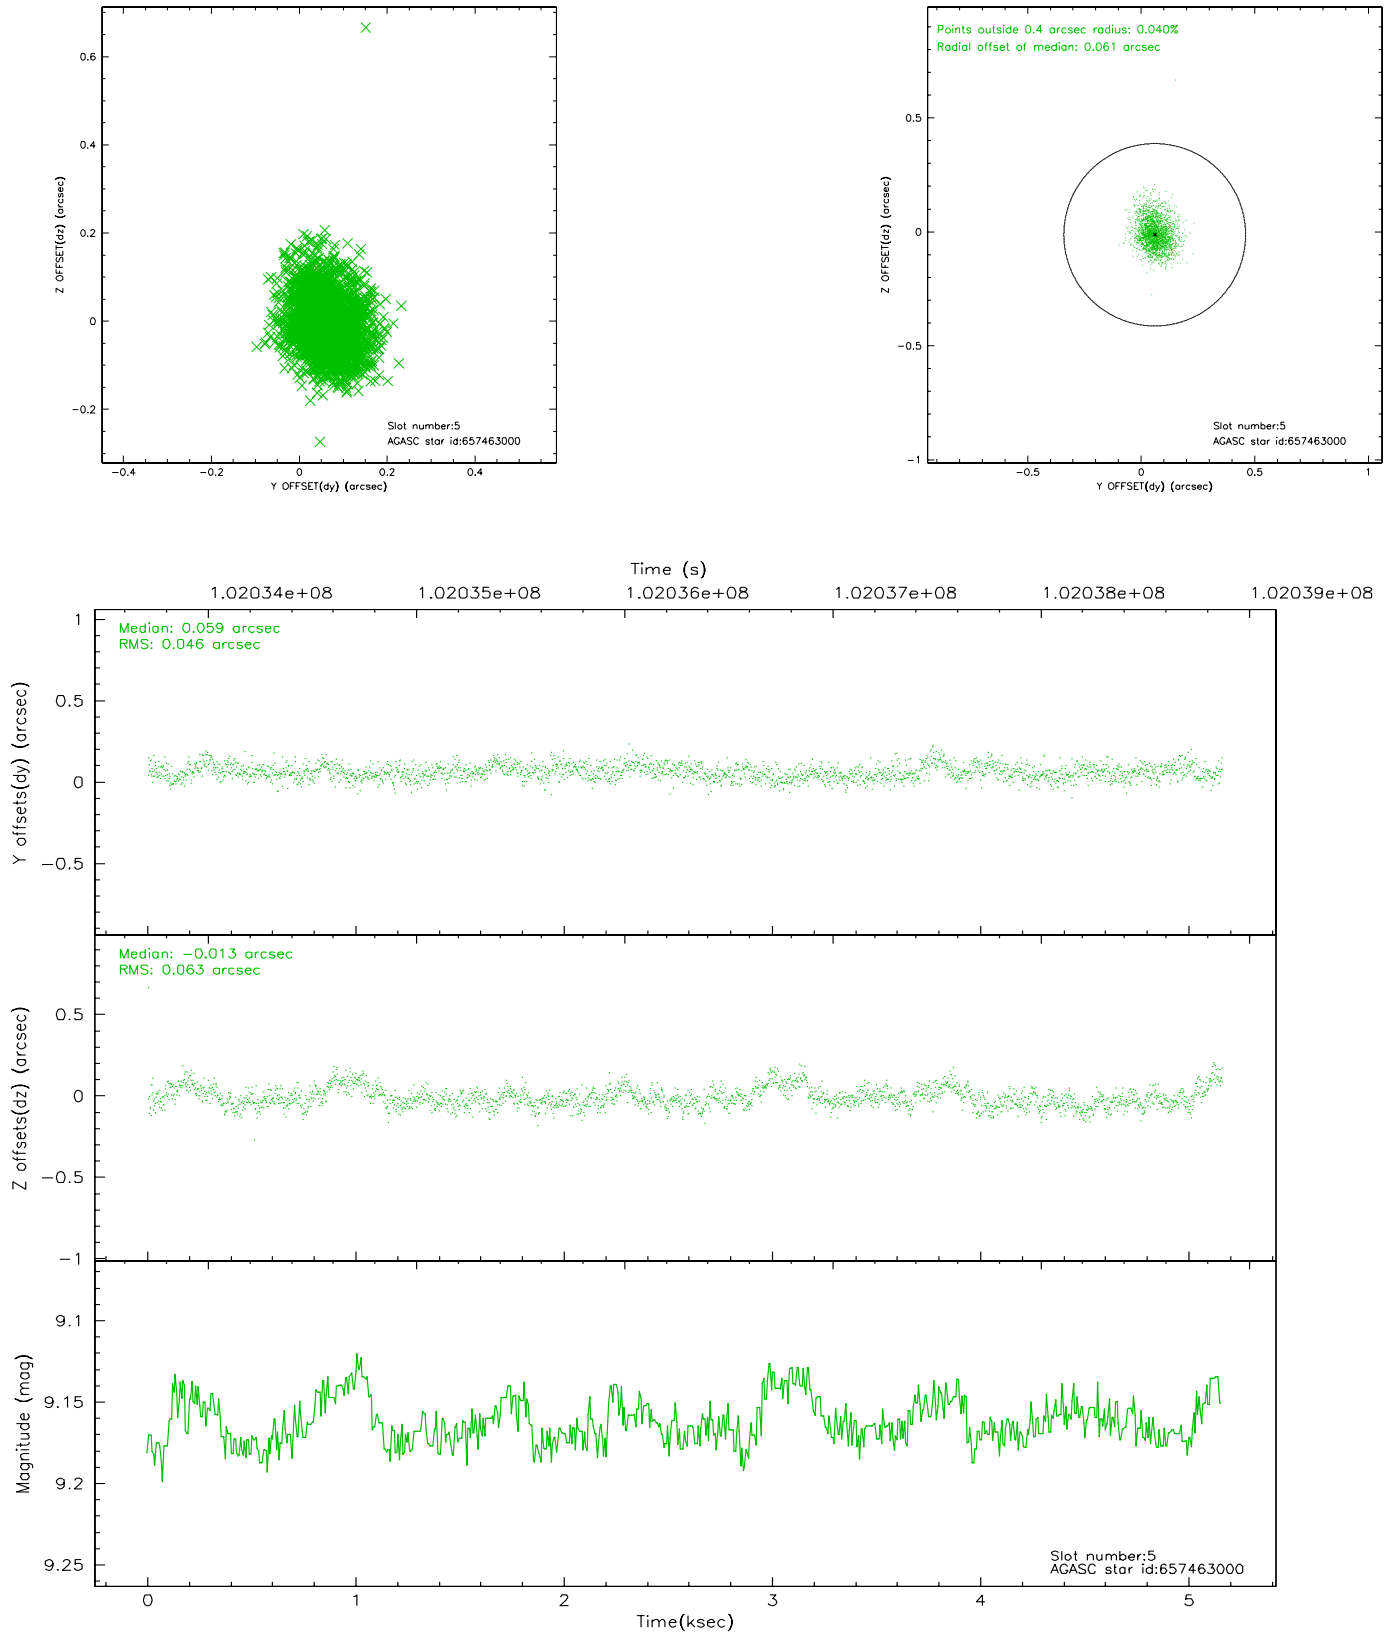 0.6
0.4
0.2
0
−0.2
Z OFFSET(dz) (arcsec)
Slot number:5
AGASC star id:657463000
−0.4 −0.2 0 0.2 0.4
Y OFFSET(dy) (arcsec)
Points outside 0.4 arcsec radius: 0.040%
Radial offset of median: 0.061 arcsec
0.5
0
−0.5
−1
Z OFFSET(dz) (arcsec)
Slot number:5
AGASC star id:657463000
−0.5 0 0.5 1
Y OFFSET(dy) (arcsec)
Time (s)
1.02034e+08 1.02035e+08 1.02036e+08 1.02037e+08 1.02038e+08 1.02039e+08
Median: 0.059 arcsec
RMS: 0.046 arcsec
1
0.5
0
−0.5
Y offsets(dy) (arcsec)
Median: −0.013 arcsec
RMS: 0.063 arcsec
0.5
0
−0.5
−1
Z offsets(dz) (arcsec)
9.1
9.15
9.2
9.25
Magnitude (mag)
Slot number:5
AGASC star id:657463000
0 1 2 3 4 5
Time(ksec)